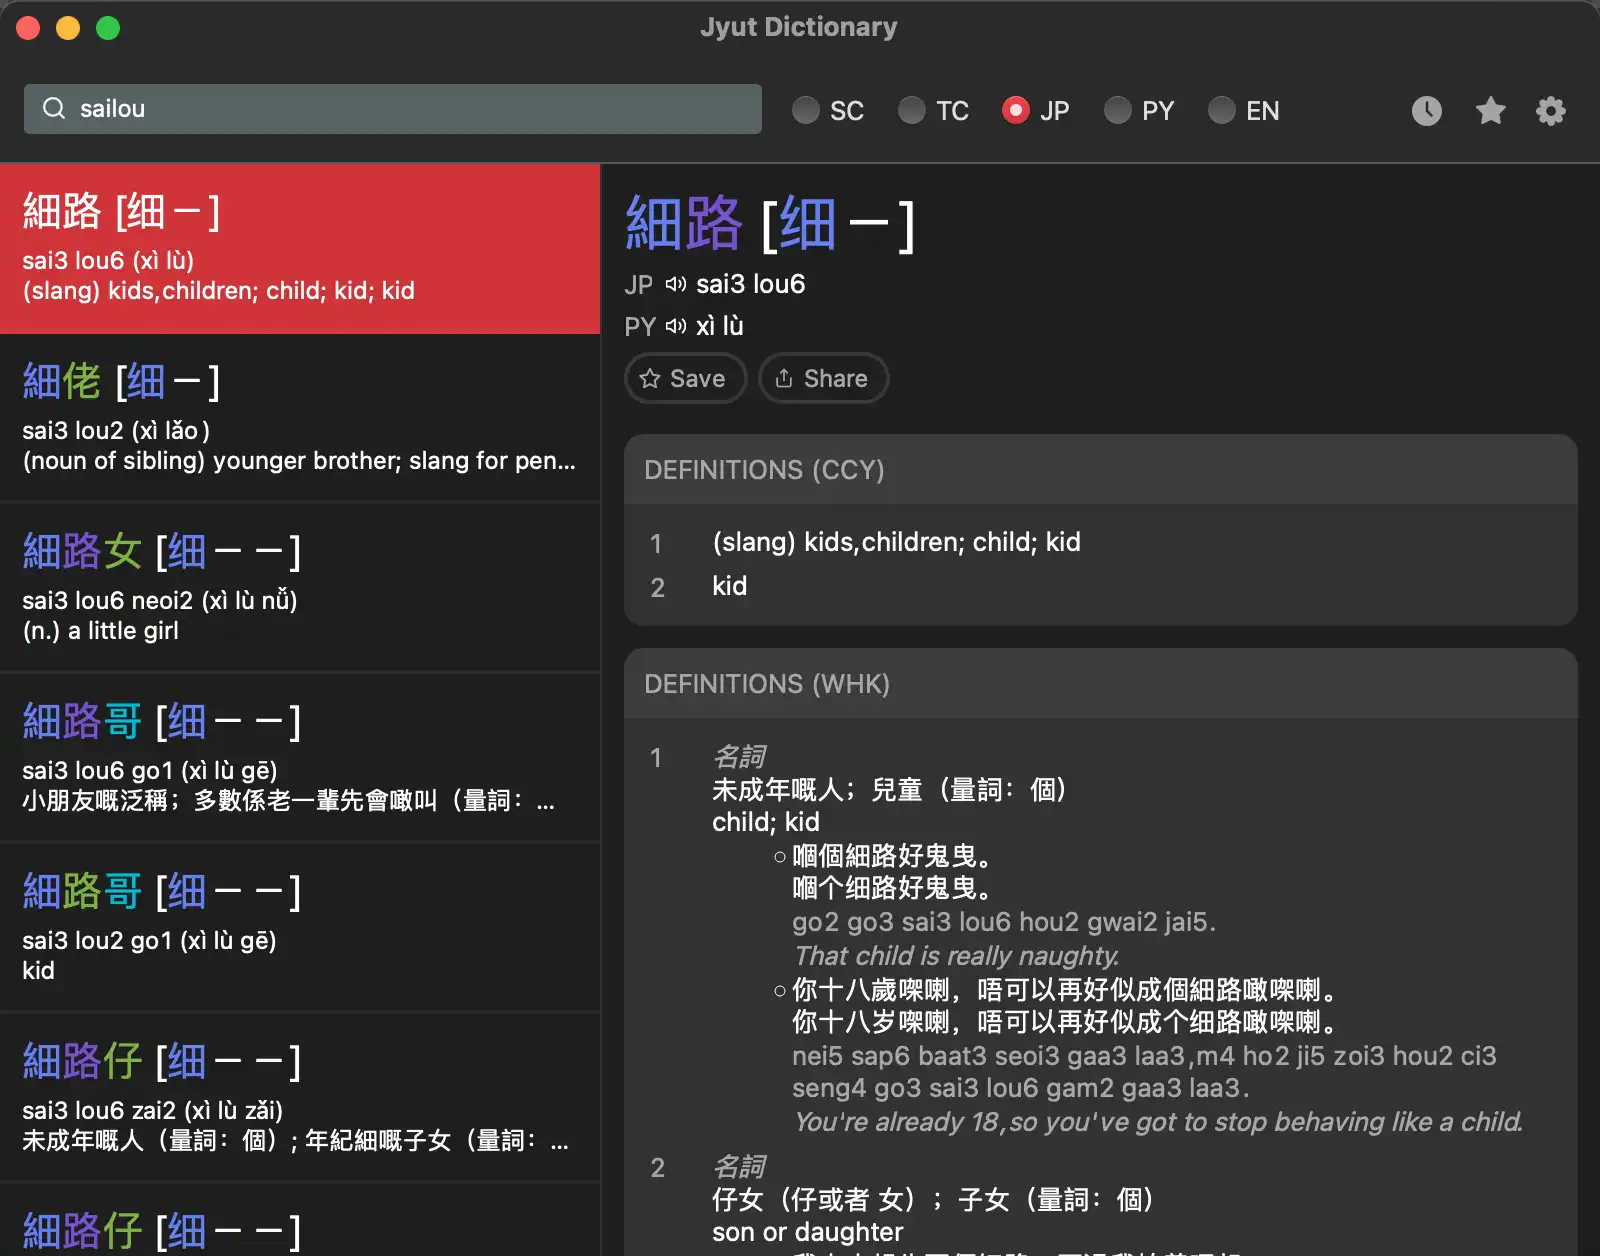 Jyut Dictionary
sailou
SC
TC
JP
PY
EN
細路 [细－]
sai3 lou6 (xì lù)
(slang) kids,children; child; kid; kid
細佬 [细－]
sai3 lou2 (xì lǎo)
(noun of sibling) younger brother; slang for pen...
細路女 [细－－]
sai3 lou6 neoi2 (xì lù nǚ)
(n.) a little girl
細路哥 [细－－]
sai3 lou6 go1 (xì lù gē)
小朋友嘅泛稱；多數係老一輩先會噉叫（量詞：...
細路哥 [细－－]
sai3 lou2 go1 (xì lù gē)
kid
細路仔 [细－－]
sai3 lou6 zai2 (xì lù zǎi)
未成年嘅人（量詞：個）; 年紀細嘅子女（量詞：...
細路仔 [细－－]
細路 [细－]
JP sai3 lou6
PY xì lù
Save
Share
DEFINITIONS (CCY)
1 (slang) kids,children; child; kid
2 kid
DEFINITIONS (WHK)
1 名詞
未成年嘅人；兒童（量詞：個）
child; kid
○嗰個細路好鬼曳。
嗰个细路好鬼曳。
go2 go3 sai3 lou6 hou2 gwai2 jai5.
That child is really naughty.
○你十八歲㗎喇，唔可以再好似成個細路噉㗎喇。
你十八岁㗎喇，唔可以再好似成个细路噉㗎喇。
nei5 sap6 baat3 seoi3 gaa3 laa3,m4 ho2 ji5 zoi3 hou2 ci3
seng4 go3 sai3 lou6 gam2 gaa3 laa3.
You're already 18,so you've got to stop behaving like a child.
2 名詞
仔女（仔或者 女）；子女（量詞：個）
son or daughter